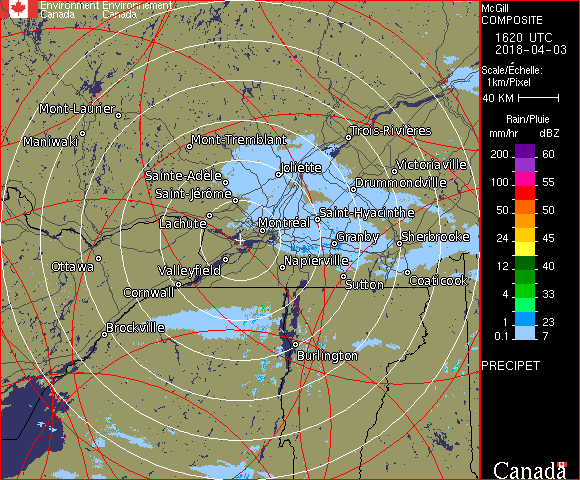 Environment Environnement
Canada Canada
McGill
COMPOSITE
1620 UTC
2018-04-03
Scale/Échelle:
1km/Pixel
40 KM
Rain/Pluie
mm/hr dBZ
200 60
100 55
50 50
24 45
12 40
4 33
1 23
0.1 7
PRECIPET
Canada
Mont-Laurier
Maniwaki
Mont-Tremblant
Trois-Rivières
Victoriaville
Joliette
Sainte-Adèle
Drummondville
Saint-Jérôme
Lachute
Saint-Hyacinthe
Montréal
Granby
Sherbrooke
Ottawa
Valleyfield
Napierville
Sutton
Coaticook
Cornwall
Brockville
Burlington